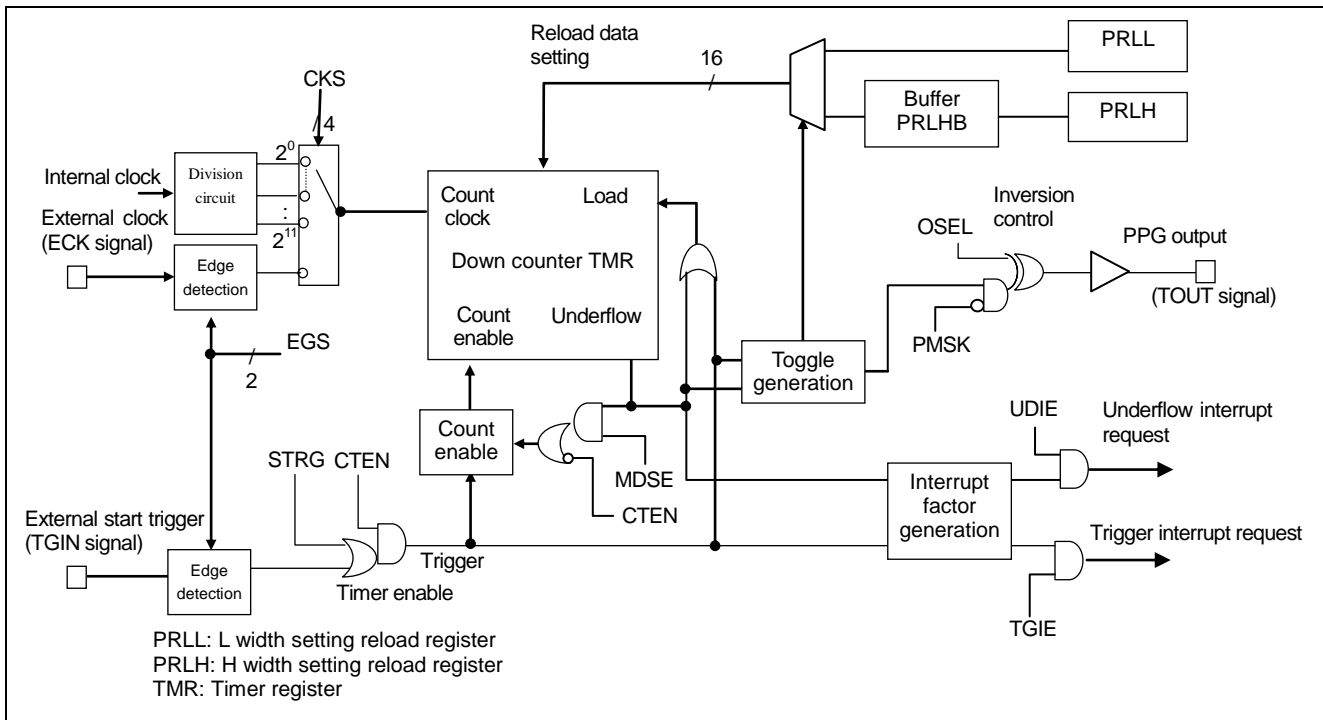 Reload data
setting
16
PRLL
Buffer
PRLHB
PRLH
CKS
4
2^0
Internal clock
Division
circuit
:
2^11
External clock
(ECK signal)
Edge
detection
EGS
2
Count
clock
Load
Down counter TMR
Count
enable
Underflow
Inversion
control
OSEL
PPG output
(TOUT signal)
PMSK
Toggle
generation
Count
enable
MDSE
CTEN
UDIE
Underflow interrupt
request
Interrupt
factor
generation
Trigger interrupt request
TGIE
STRG
CTEN
External start trigger
(TGIN signal)
Edge
detection
Trigger
Timer enable
PRLL: L width setting reload register
PRLH: H width setting reload register
TMR: Timer register